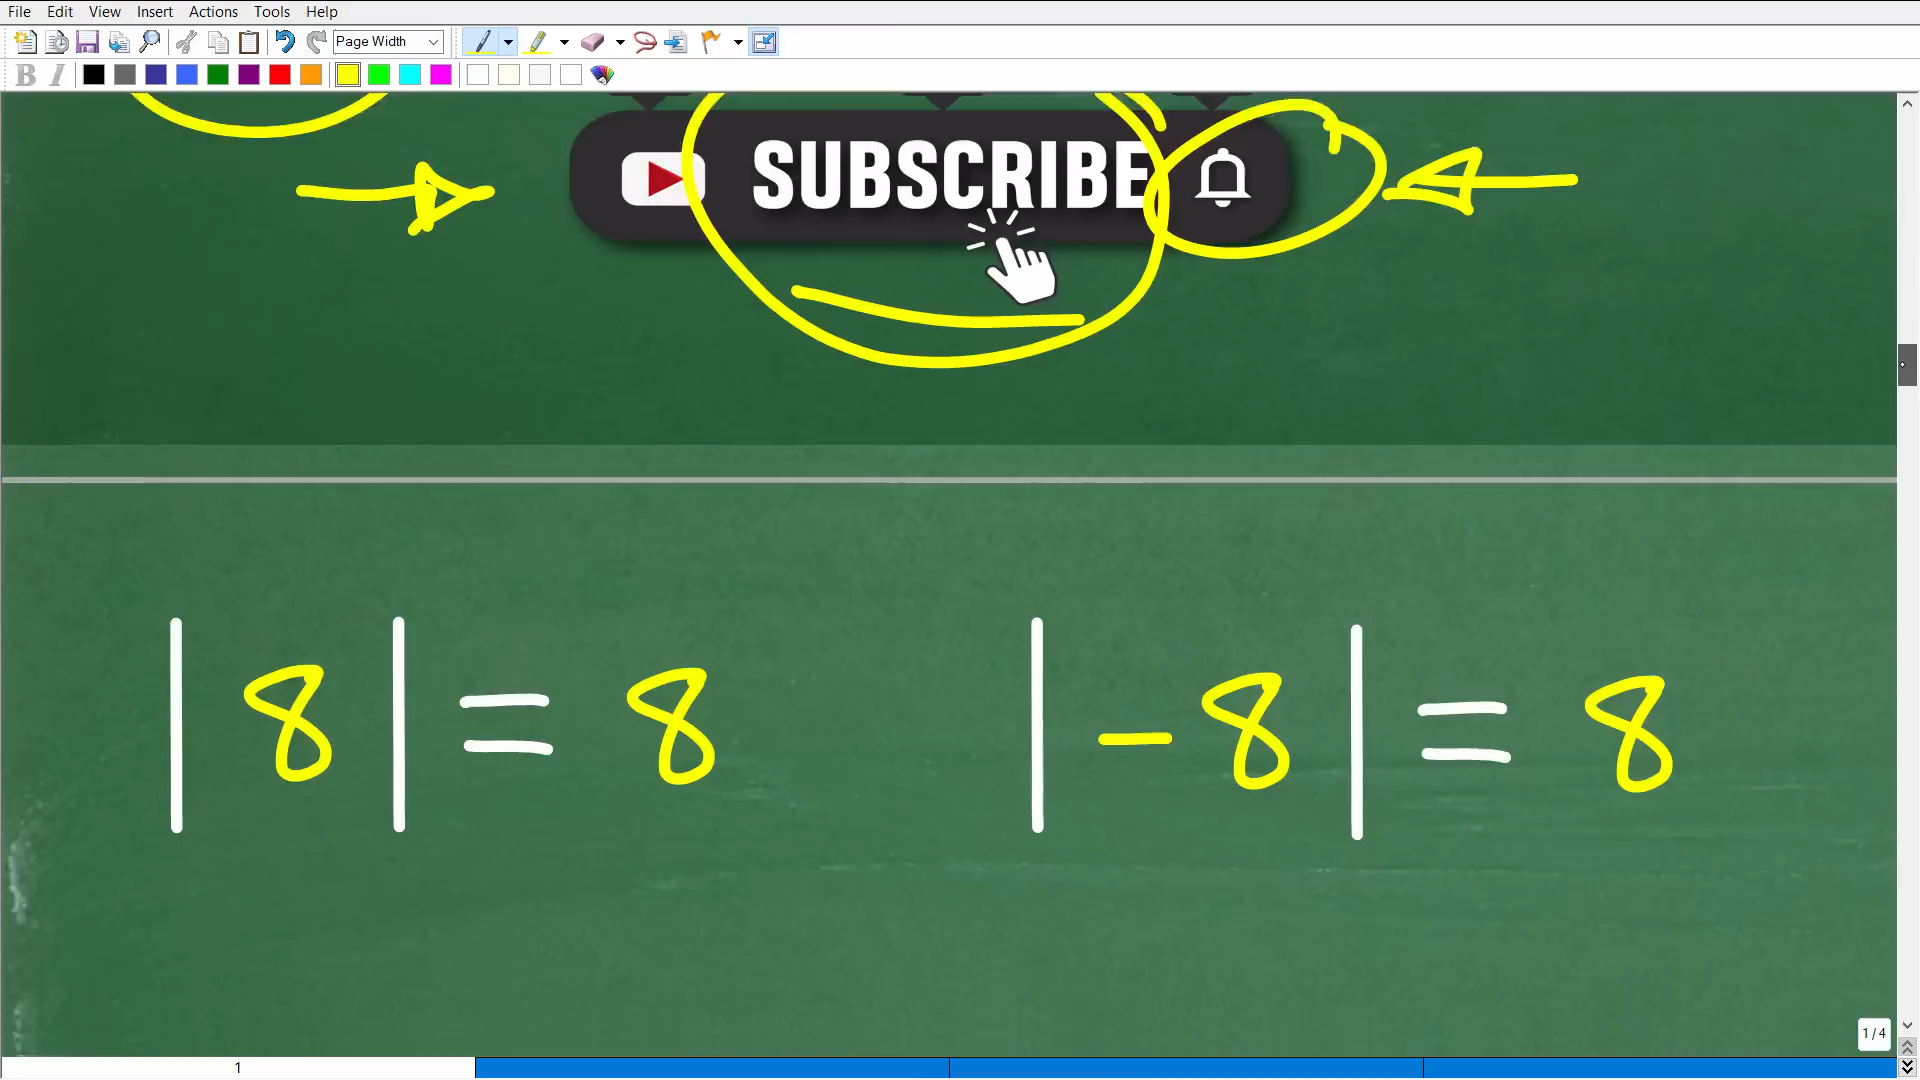 File Edit View Insert Actions Tools Help
Page Width
B I
SUBSCRIBE
| 8 | = 8
| -8 | = 8
1 / 4
1